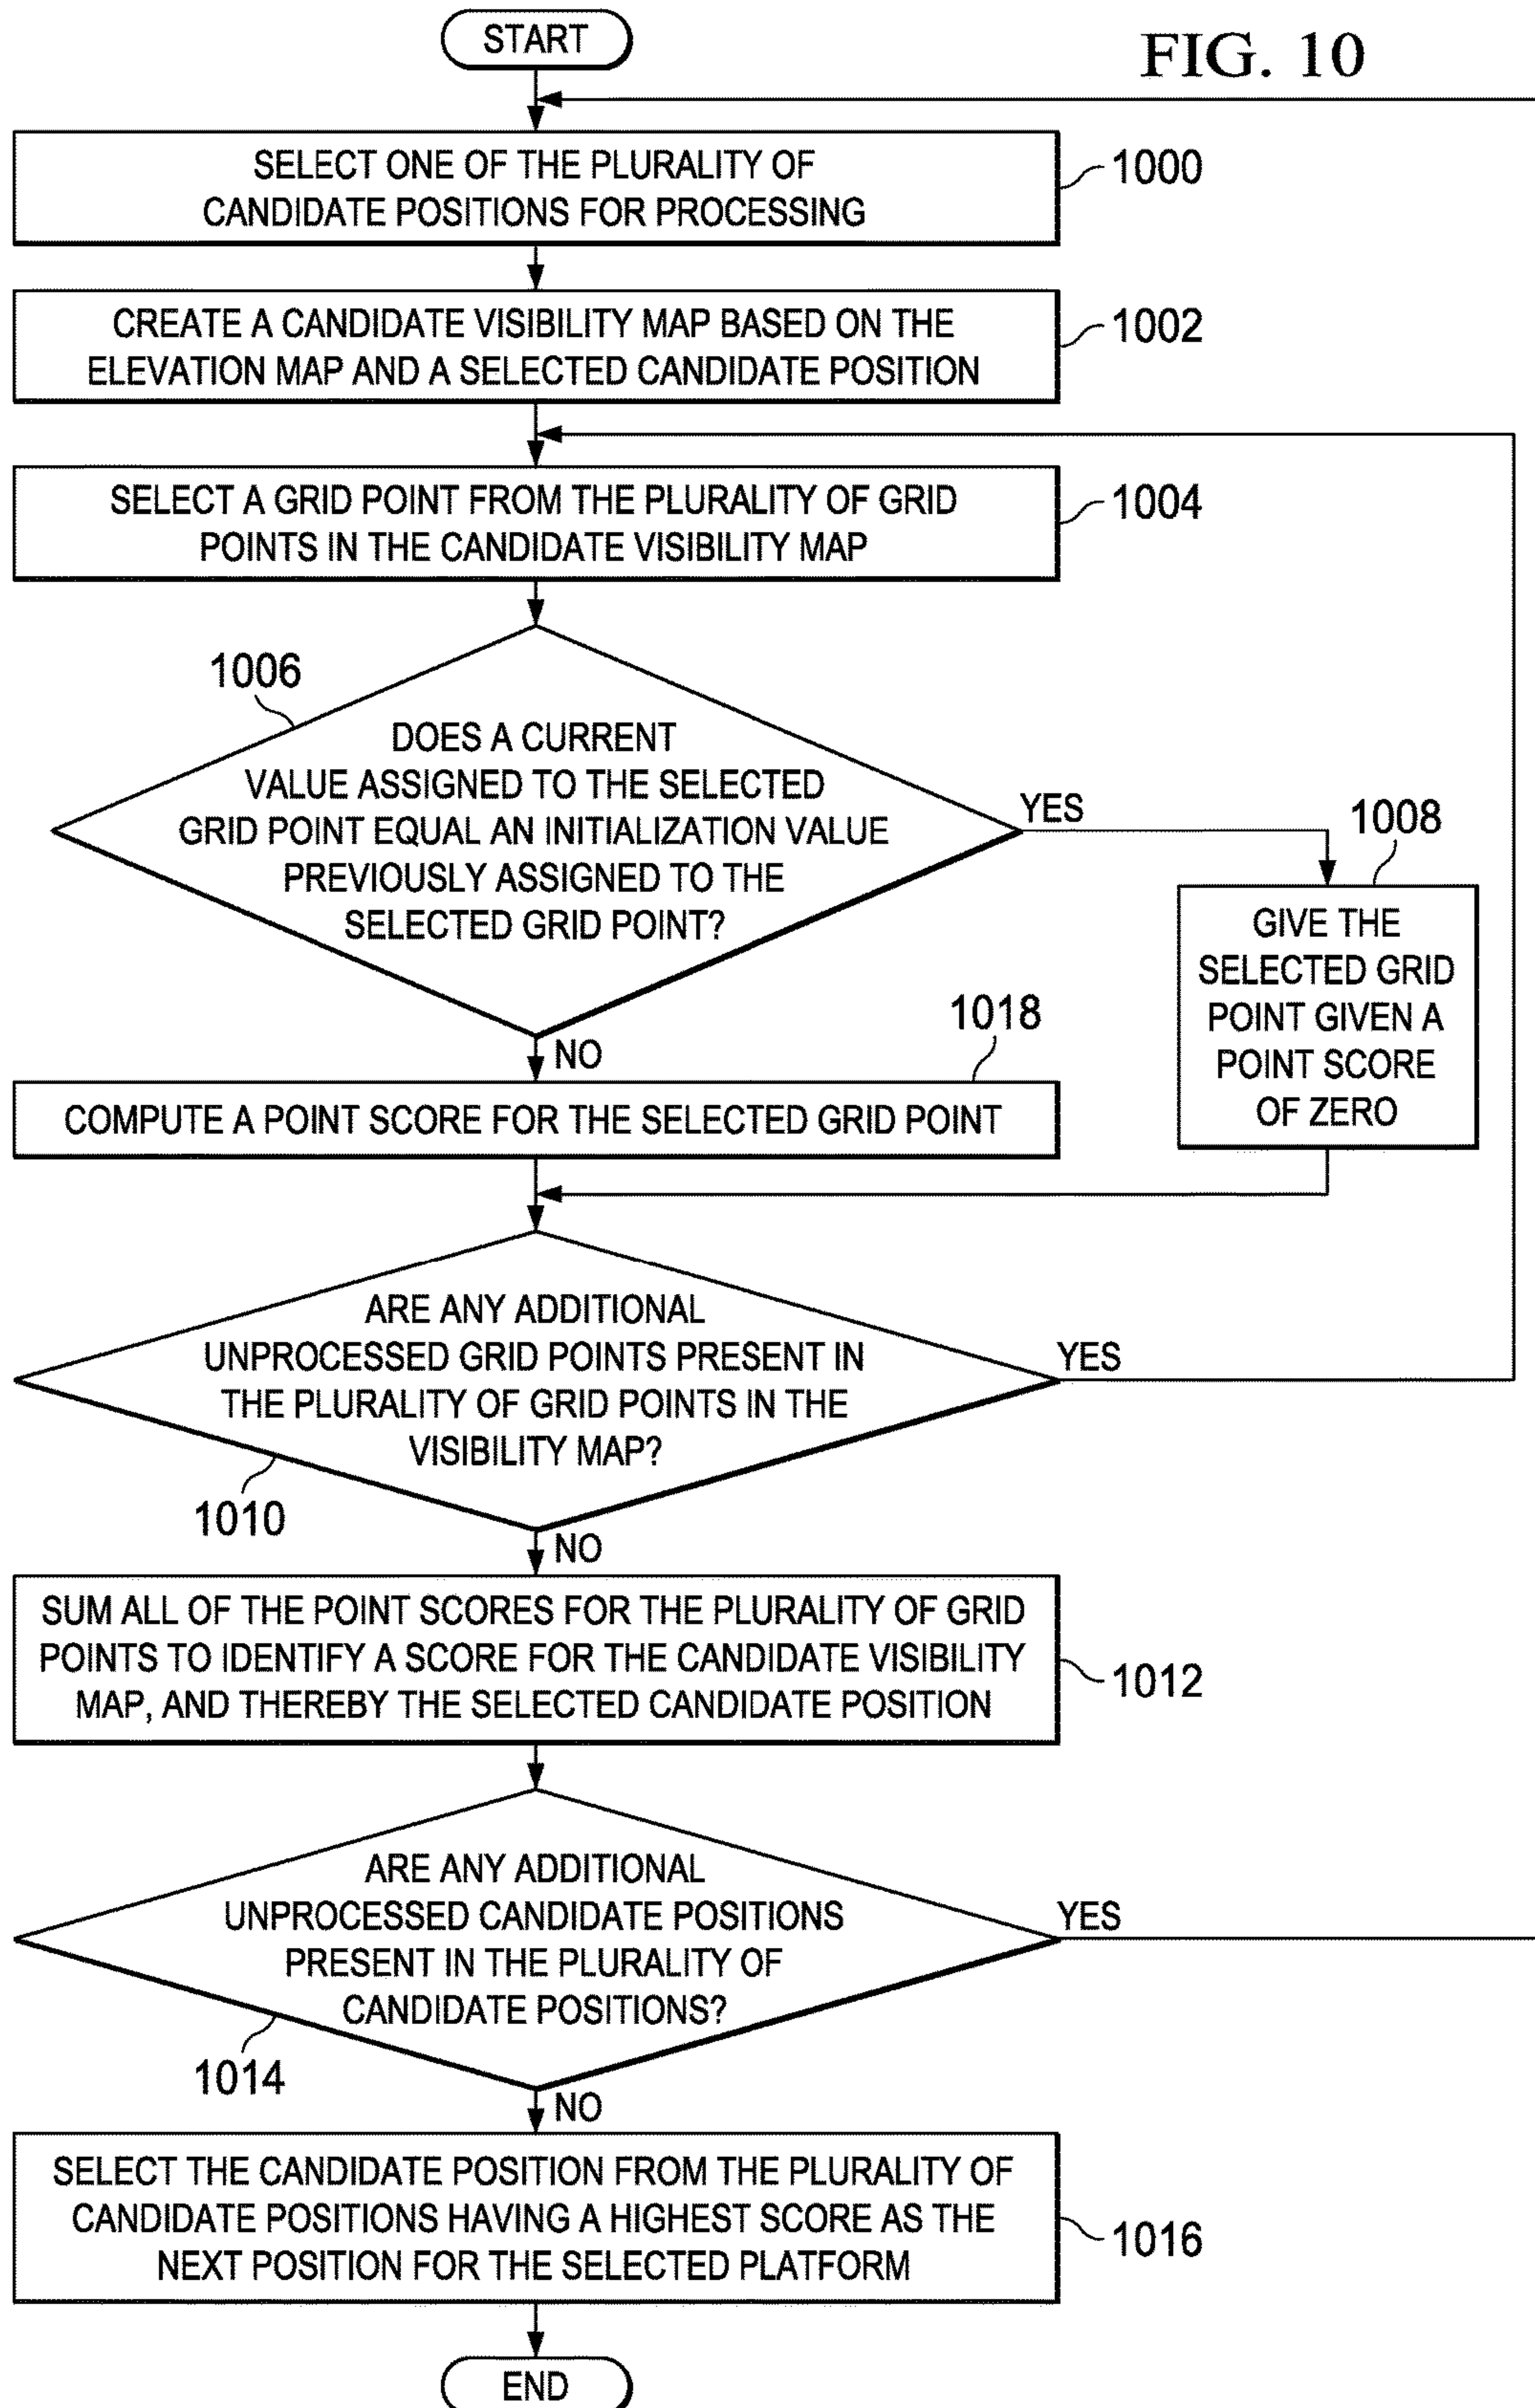 START
FIG. 10
SELECT ONE OF THE PLURALITY OF
CANDIDATE POSITIONS FOR PROCESSING
1000
CREATE A CANDIDATE VISIBILITY MAP BASED ON THE
ELEVATION MAP AND A SELECTED CANDIDATE POSITION
1002
SELECT A GRID POINT FROM THE PLURALITY OF GRID
POINTS IN THE CANDIDATE VISIBILITY MAP
1004
1006
DOES A CURRENT
VALUE ASSIGNED TO THE SELECTED
GRID POINT EQUAL AN INITIALIZATION VALUE
PREVIOUSLY ASSIGNED TO THE
SELECTED GRID POINT?
YES
1008
GIVE THE
SELECTED GRID
POINT GIVEN A
POINT SCORE
OF ZERO
NO
1018
COMPUTE A POINT SCORE FOR THE SELECTED GRID POINT
ARE ANY ADDITIONAL
UNPROCESSED GRID POINTS PRESENT IN
THE PLURALITY OF GRID POINTS IN THE
VISIBILITY MAP?
YES
1010
NO
SUM ALL OF THE POINT SCORES FOR THE PLURALITY OF GRID
POINTS TO IDENTIFY A SCORE FOR THE CANDIDATE VISIBILITY
MAP, AND THEREBY THE SELECTED CANDIDATE POSITION
1012
ARE ANY ADDITIONAL
UNPROCESSED CANDIDATE POSITIONS
PRESENT IN THE PLURALITY OF
CANDIDATE POSITIONS?
YES
1014
NO
SELECT THE CANDIDATE POSITION FROM THE PLURALITY OF
CANDIDATE POSITIONS HAVING A HIGHEST SCORE AS THE
NEXT POSITION FOR THE SELECTED PLATFORM
1016
END